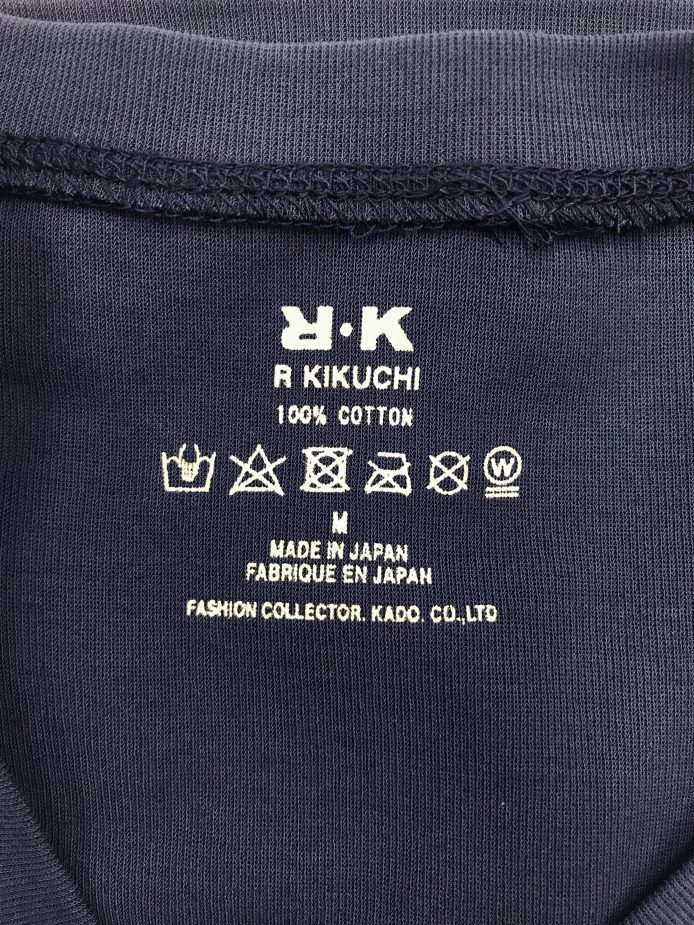 R·K
R KIKUCHI
100% COTTON
W
M
MADE IN JAPAN
FABRIQUE EN JAPAN
FASHION COLLECTOR. KADO. CO.,LTD